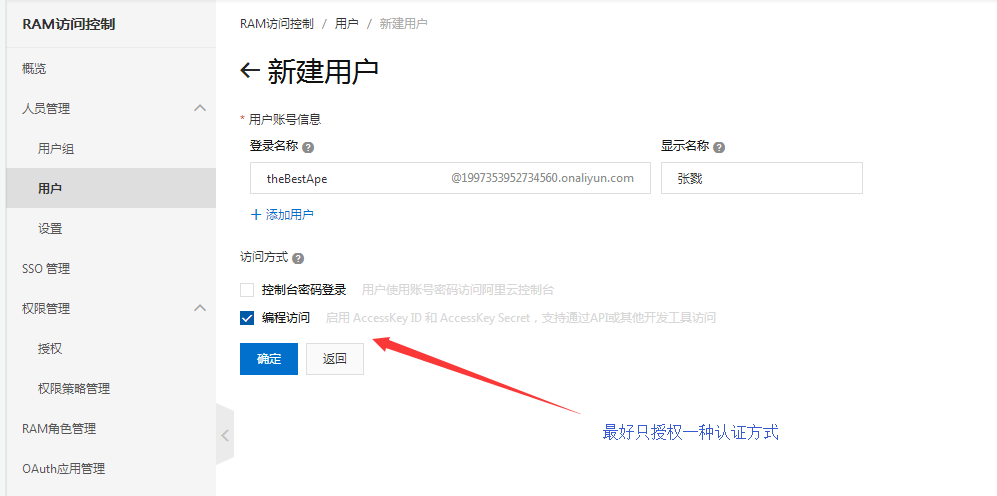 RAM访问控制
概览
人员管理
用户组
用户
设置
SSO 管理
权限管理
授权
权限策略管理
RAM角色管理
OAuth应用管理
RAM访问控制 / 用户 / 新建用户
← 新建用户
* 用户账号信息
登录名称 ? 显示名称 ?
theBestApe @1997353952734560.onaliyun.com 张戮
+ 添加用户
访问方式 ?
控制台密码登录 用户使用账号密码访问阿里云控制台
编程访问 启用 AccessKey ID 和 AccessKey Secret，支持通过API或其他开发工具访问
确定 返回
最好只授权一种认证方式